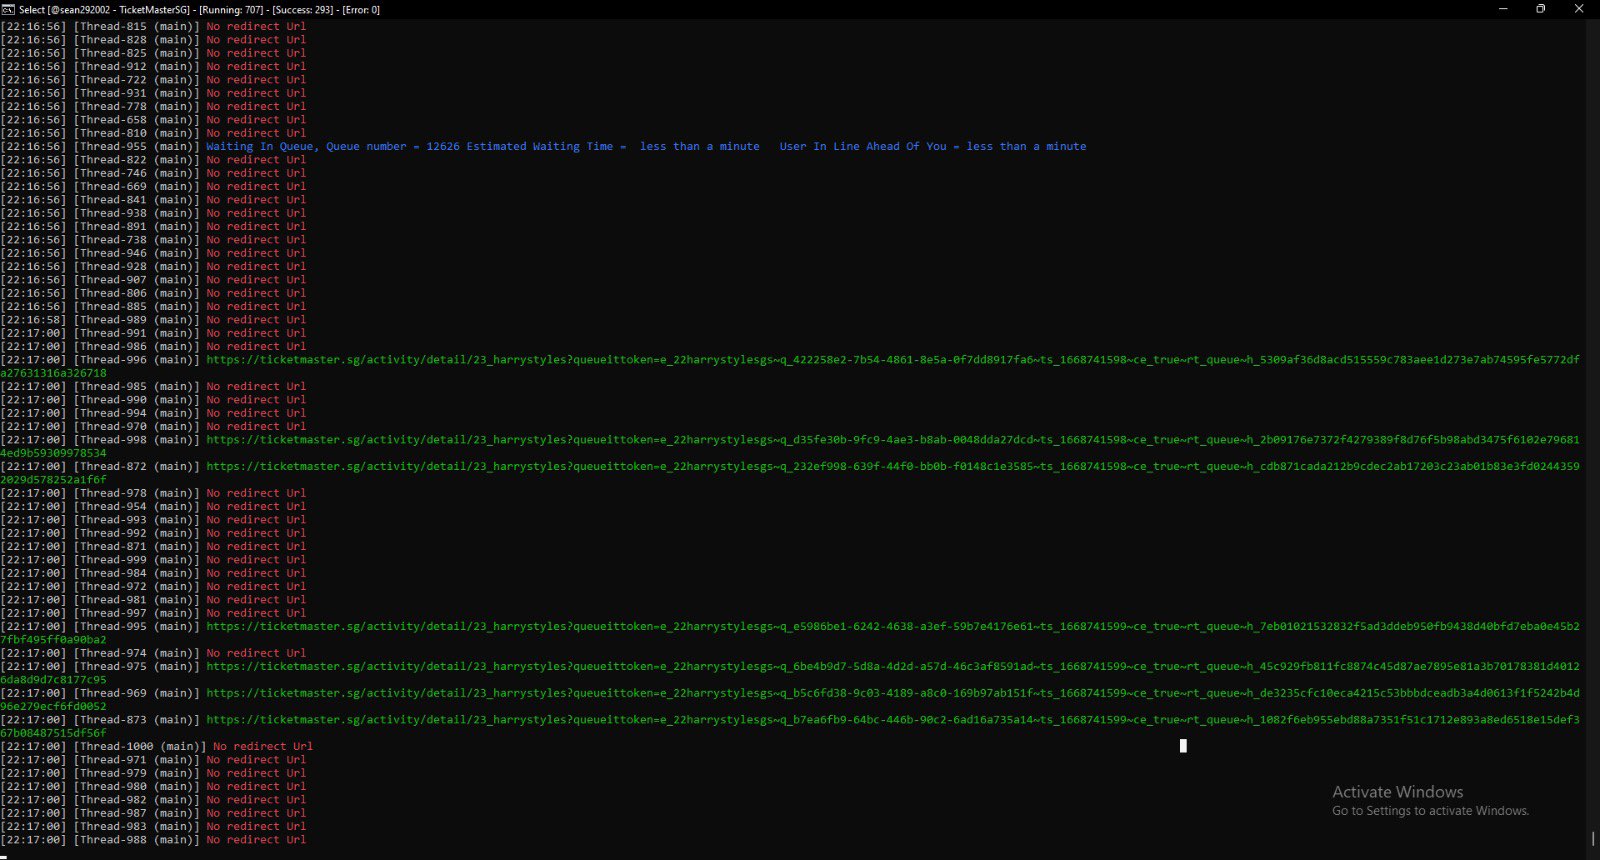 Select [@sean292002 - TicketMasterSG] - [Running: 707] - [Success: 293] - [Error: 0]
[22:16:56] [Thread-815 (main)] No redirect Url
[22:16:56] [Thread-828 (main)] No redirect Url
[22:16:56] [Thread-825 (main)] No redirect Url
[22:16:56] [Thread-912 (main)] No redirect Url
[22:16:56] [Thread-722 (main)] No redirect Url
[22:16:56] [Thread-931 (main)] No redirect Url
[22:16:56] [Thread-778 (main)] No redirect Url
[22:16:56] [Thread-658 (main)] No redirect Url
[22:16:56] [Thread-810 (main)] No redirect Url
[22:16:56] [Thread-955 (main)] Waiting In Queue, Queue number = 12626 Estimated Waiting Time =  less than a minute   User In Line Ahead Of You = less than a minute
[22:16:56] [Thread-822 (main)] No redirect Url
[22:16:56] [Thread-746 (main)] No redirect Url
[22:16:56] [Thread-669 (main)] No redirect Url
[22:16:56] [Thread-841 (main)] No redirect Url
[22:16:56] [Thread-938 (main)] No redirect Url
[22:16:56] [Thread-891 (main)] No redirect Url
[22:16:56] [Thread-738 (main)] No redirect Url
[22:16:56] [Thread-946 (main)] No redirect Url
[22:16:56] [Thread-928 (main)] No redirect Url
[22:16:56] [Thread-907 (main)] No redirect Url
[22:16:56] [Thread-806 (main)] No redirect Url
[22:16:56] [Thread-885 (main)] No redirect Url
[22:16:58] [Thread-989 (main)] No redirect Url
[22:17:00] [Thread-991 (main)] No redirect Url
[22:17:00] [Thread-986 (main)] No redirect Url
[22:17:00] [Thread-996 (main)] https://ticketmaster.sg/activity/detail/23_harrystyles?queueittoken=e_22harrystylesgs~q_422258e2-7b54-4861-8e5a-0f7dd8917fa6~ts_1668741598~ce_true~rt_queue~h_5309af36d8acd515559c783aee1d273e7ab74595fe5772df
a27631316a326718
[22:17:00] [Thread-985 (main)] No redirect Url
[22:17:00] [Thread-990 (main)] No redirect Url
[22:17:00] [Thread-994 (main)] No redirect Url
[22:17:00] [Thread-970 (main)] No redirect Url
[22:17:00] [Thread-998 (main)] https://ticketmaster.sg/activity/detail/23_harrystyles?queueittoken=e_22harrystylesgs~q_d35fe30b-9fc9-4ae3-b8ab-0048dda27dcd~ts_1668741598~ce_true~rt_queue~h_2b09176e7372f4279389f8d76f5b98abd3475f6102e79681
4ed9b59309978534
[22:17:00] [Thread-872 (main)] https://ticketmaster.sg/activity/detail/23_harrystyles?queueittoken=e_22harrystylesgs~q_232ef998-639f-44f0-bb0b-f0148c1e3585~ts_1668741598~ce_true~rt_queue~h_cdb871cada212b9cdec2ab17203c23ab01b83e3fd0244359
2029d578252a1f6f
[22:17:00] [Thread-978 (main)] No redirect Url
[22:17:00] [Thread-954 (main)] No redirect Url
[22:17:00] [Thread-993 (main)] No redirect Url
[22:17:00] [Thread-992 (main)] No redirect Url
[22:17:00] [Thread-871 (main)] No redirect Url
[22:17:00] [Thread-999 (main)] No redirect Url
[22:17:00] [Thread-984 (main)] No redirect Url
[22:17:00] [Thread-972 (main)] No redirect Url
[22:17:00] [Thread-981 (main)] No redirect Url
[22:17:00] [Thread-997 (main)] No redirect Url
[22:17:00] [Thread-995 (main)] https://ticketmaster.sg/activity/detail/23_harrystyles?queueittoken=e_22harrystylesgs~q_e5986be1-6242-4638-a3ef-59b7e4176e61~ts_1668741599~ce_true~rt_queue~h_7eb01021532832f5ad3ddeb950fb9438d40bfd7eba0e45b2
7fbf495ff0a90ba2
[22:17:00] [Thread-974 (main)] No redirect Url
[22:17:00] [Thread-975 (main)] https://ticketmaster.sg/activity/detail/23_harrystyles?queueittoken=e_22harrystylesgs~q_6be4b9d7-5d8a-4d2d-a57d-46c3af8591ad~ts_1668741599~ce_true~rt_queue~h_45c929fb811fc8874c45d87ae7895e81a3b70178381d4012
6da8d9d7c8177c95
[22:17:00] [Thread-969 (main)] https://ticketmaster.sg/activity/detail/23_harrystyles?queueittoken=e_22harrystylesgs~q_b5c6fd38-9c03-4189-a8c0-169b97ab151f~ts_1668741599~ce_true~rt_queue~h_de3235cfc10eca4215c53bbbdceadb3a4d0613f1f5242b4d
96e279ecf6fd0052
[22:17:00] [Thread-873 (main)] https://ticketmaster.sg/activity/detail/23_harrystyles?queueittoken=e_22harrystylesgs~q_b7ea6fb9-64bc-446b-90c2-6ad16a735a14~ts_1668741599~ce_true~rt_queue~h_1082f6eb955ebd88a7351f51c1712e893a8ed6518e15def3
67b08487515df56f
[22:17:00] [Thread-1000 (main)] No redirect Url
[22:17:00] [Thread-971 (main)] No redirect Url
[22:17:00] [Thread-979 (main)] No redirect Url
[22:17:00] [Thread-980 (main)] No redirect Url
[22:17:00] [Thread-982 (main)] No redirect Url
[22:17:00] [Thread-987 (main)] No redirect Url
[22:17:00] [Thread-983 (main)] No redirect Url
[22:17:00] [Thread-988 (main)] No redirect Url
Activate Windows
Go to Settings to activate Windows.